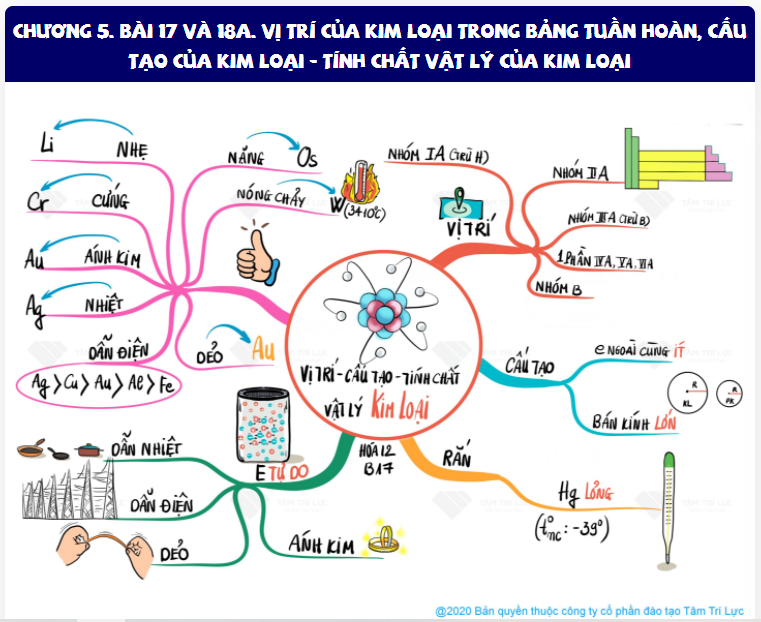 CHƯƠNG 5. BÀI 17 VÀ 18A. VỊ TRÍ CỦA KIM LOẠI TRONG BẢNG TUẦN HOÀN, CẤU
TẠO CỦA KIM LOẠI - TÍNH CHẤT VẬT LÝ CỦA KIM LOẠI
Li NHẸ
Cr CỨNG
Au ÁNH KIM
Ag NHIỆT
DẪN ĐIỆN
Ag > Cu > Au > Al > Fe
NẶNG Os
NÓNG CHẢY W (3410°C)
DẺO Au
NHÓM IA (TRỪ H)
VỊ TRÍ
NHÓM IIA
NHÓM IIIA (TRỪ B)
1 PHẦN IVA, VA, VIA
NHÓM B
VỊ TRÍ - CẤU TẠO - TÍNH CHẤT
VẬT LÝ KIM LOẠI
HÓA 12
B17
CẤU TẠO
e NGOÀI CÙNG ÍT
BÁN KÍNH LỚN
R
KL
R
PK
E TỰ DO
DẪN NHIỆT
DẪN ĐIỆN
DẺO
ÁNH KIM
RẮN
Hg LỎNG
(t°nc: -39°)
TÂM TRÍ LỰC
@2020 Bản quyền thuộc công ty cổ phần đào tạo Tâm Trí Lực